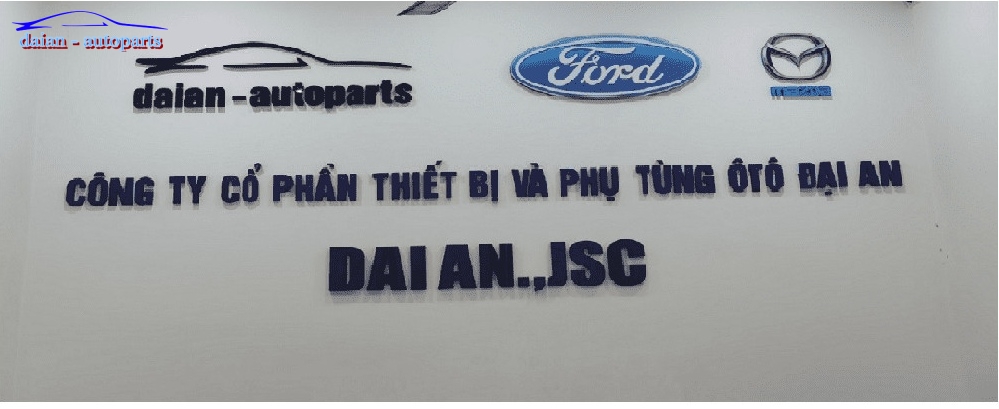 daian - autoparts
daian-autoparts
Ford
mazda
CÔNG TY CỔ PHẦN THIẾT BỊ VÀ PHỤ TÙNG ÔTÔ ĐẠI AN
DAI AN.,JSC